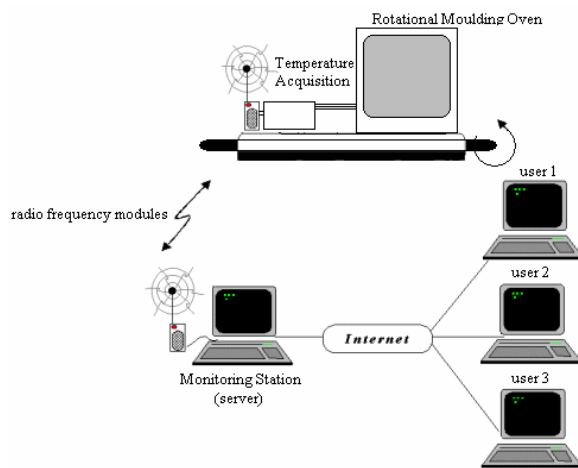 Rotational Moulding Oven
Temperature
Acquisition
user 1
radio frequency modules
user 2
Internet
Monitoring Station
(server)
user 3